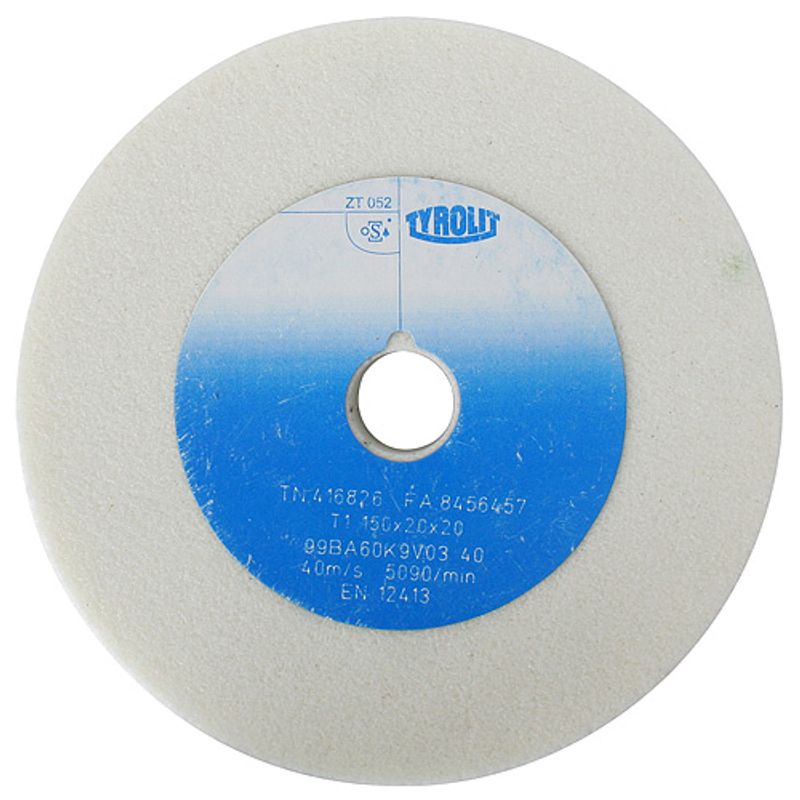 ZT 052
S
TYROLIT
TN 416826 FA 8456457
T1 150x20x20
99BA60K9V03 40
40m/s 5090/min
EN 12413